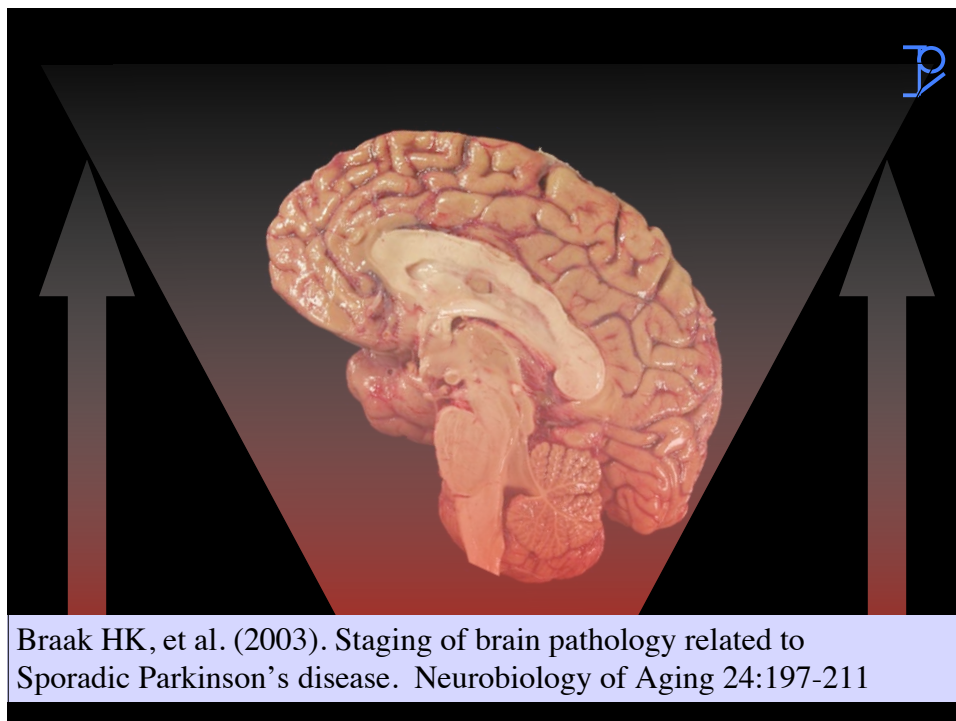 Braak HK, et al. (2003). Staging of brain pathology related to
Sporadic Parkinson’s disease.  Neurobiology of Aging 24:197-211